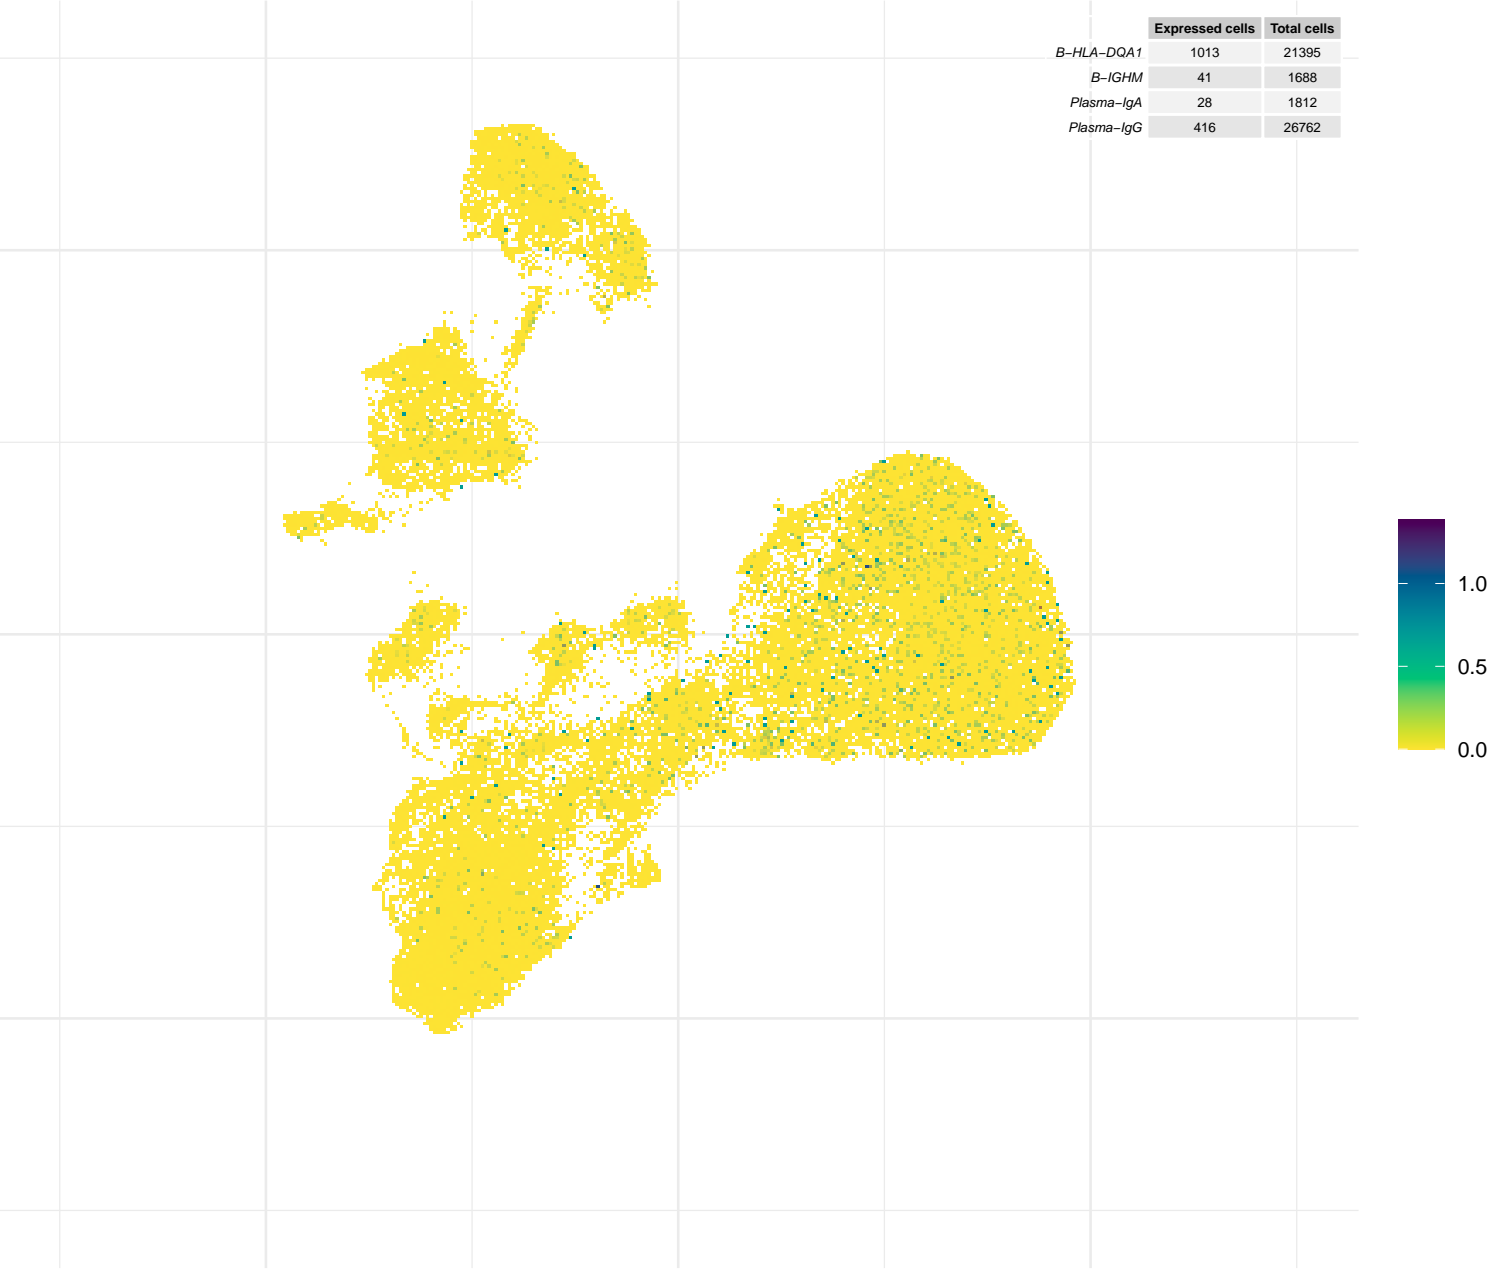 Expressed cells Total cells
B−HLA−DQA1 1013 21395
B−IGHM 41 1688
Plasma−IgA 28 1812
Plasma−IgG 416 26762
1.0
0.5
0.0